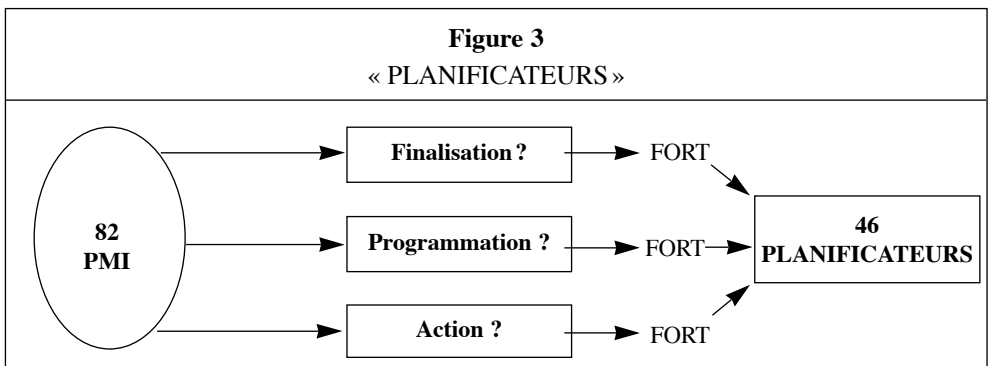 Figure 3
« PLANIFICATEURS »
82
PMI
Finalisation ?
FORT
Programmation ?
FORT
Action ?
FORT
46
PLANIFICATEURS